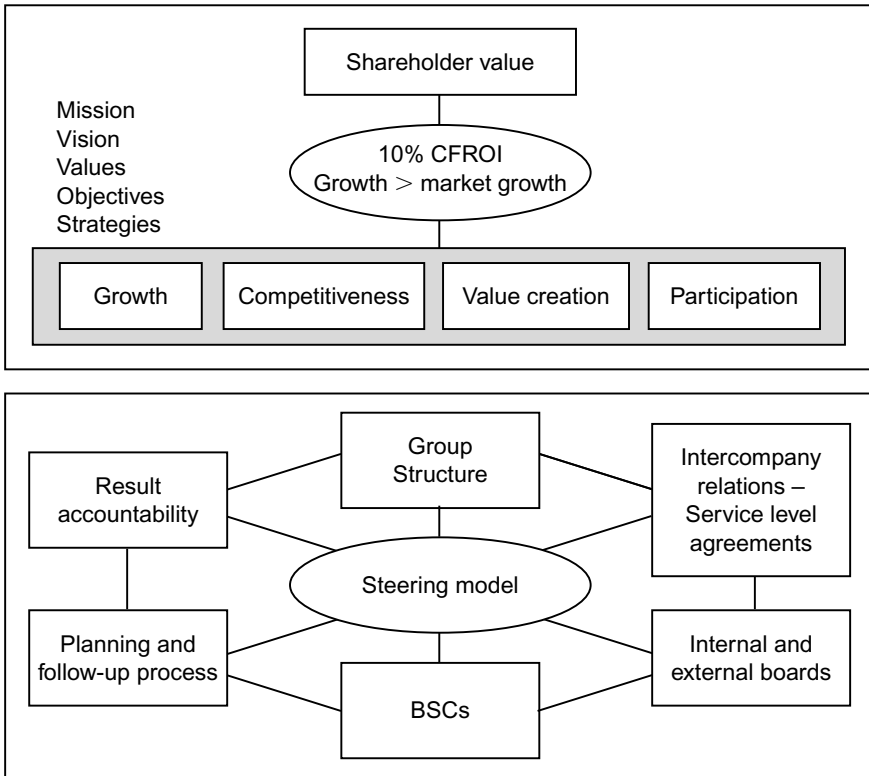 Shareholder value
Mission
Vision
Values
Objectives
Strategies
10% CFROI
Growth > market growth
Growth
Competitiveness
Value creation
Participation
Group
Structure
Result
accountability
Intercompany
relations –
Service level
agreements
Steering model
Planning and
follow-up process
BSCs
Internal and
external boards